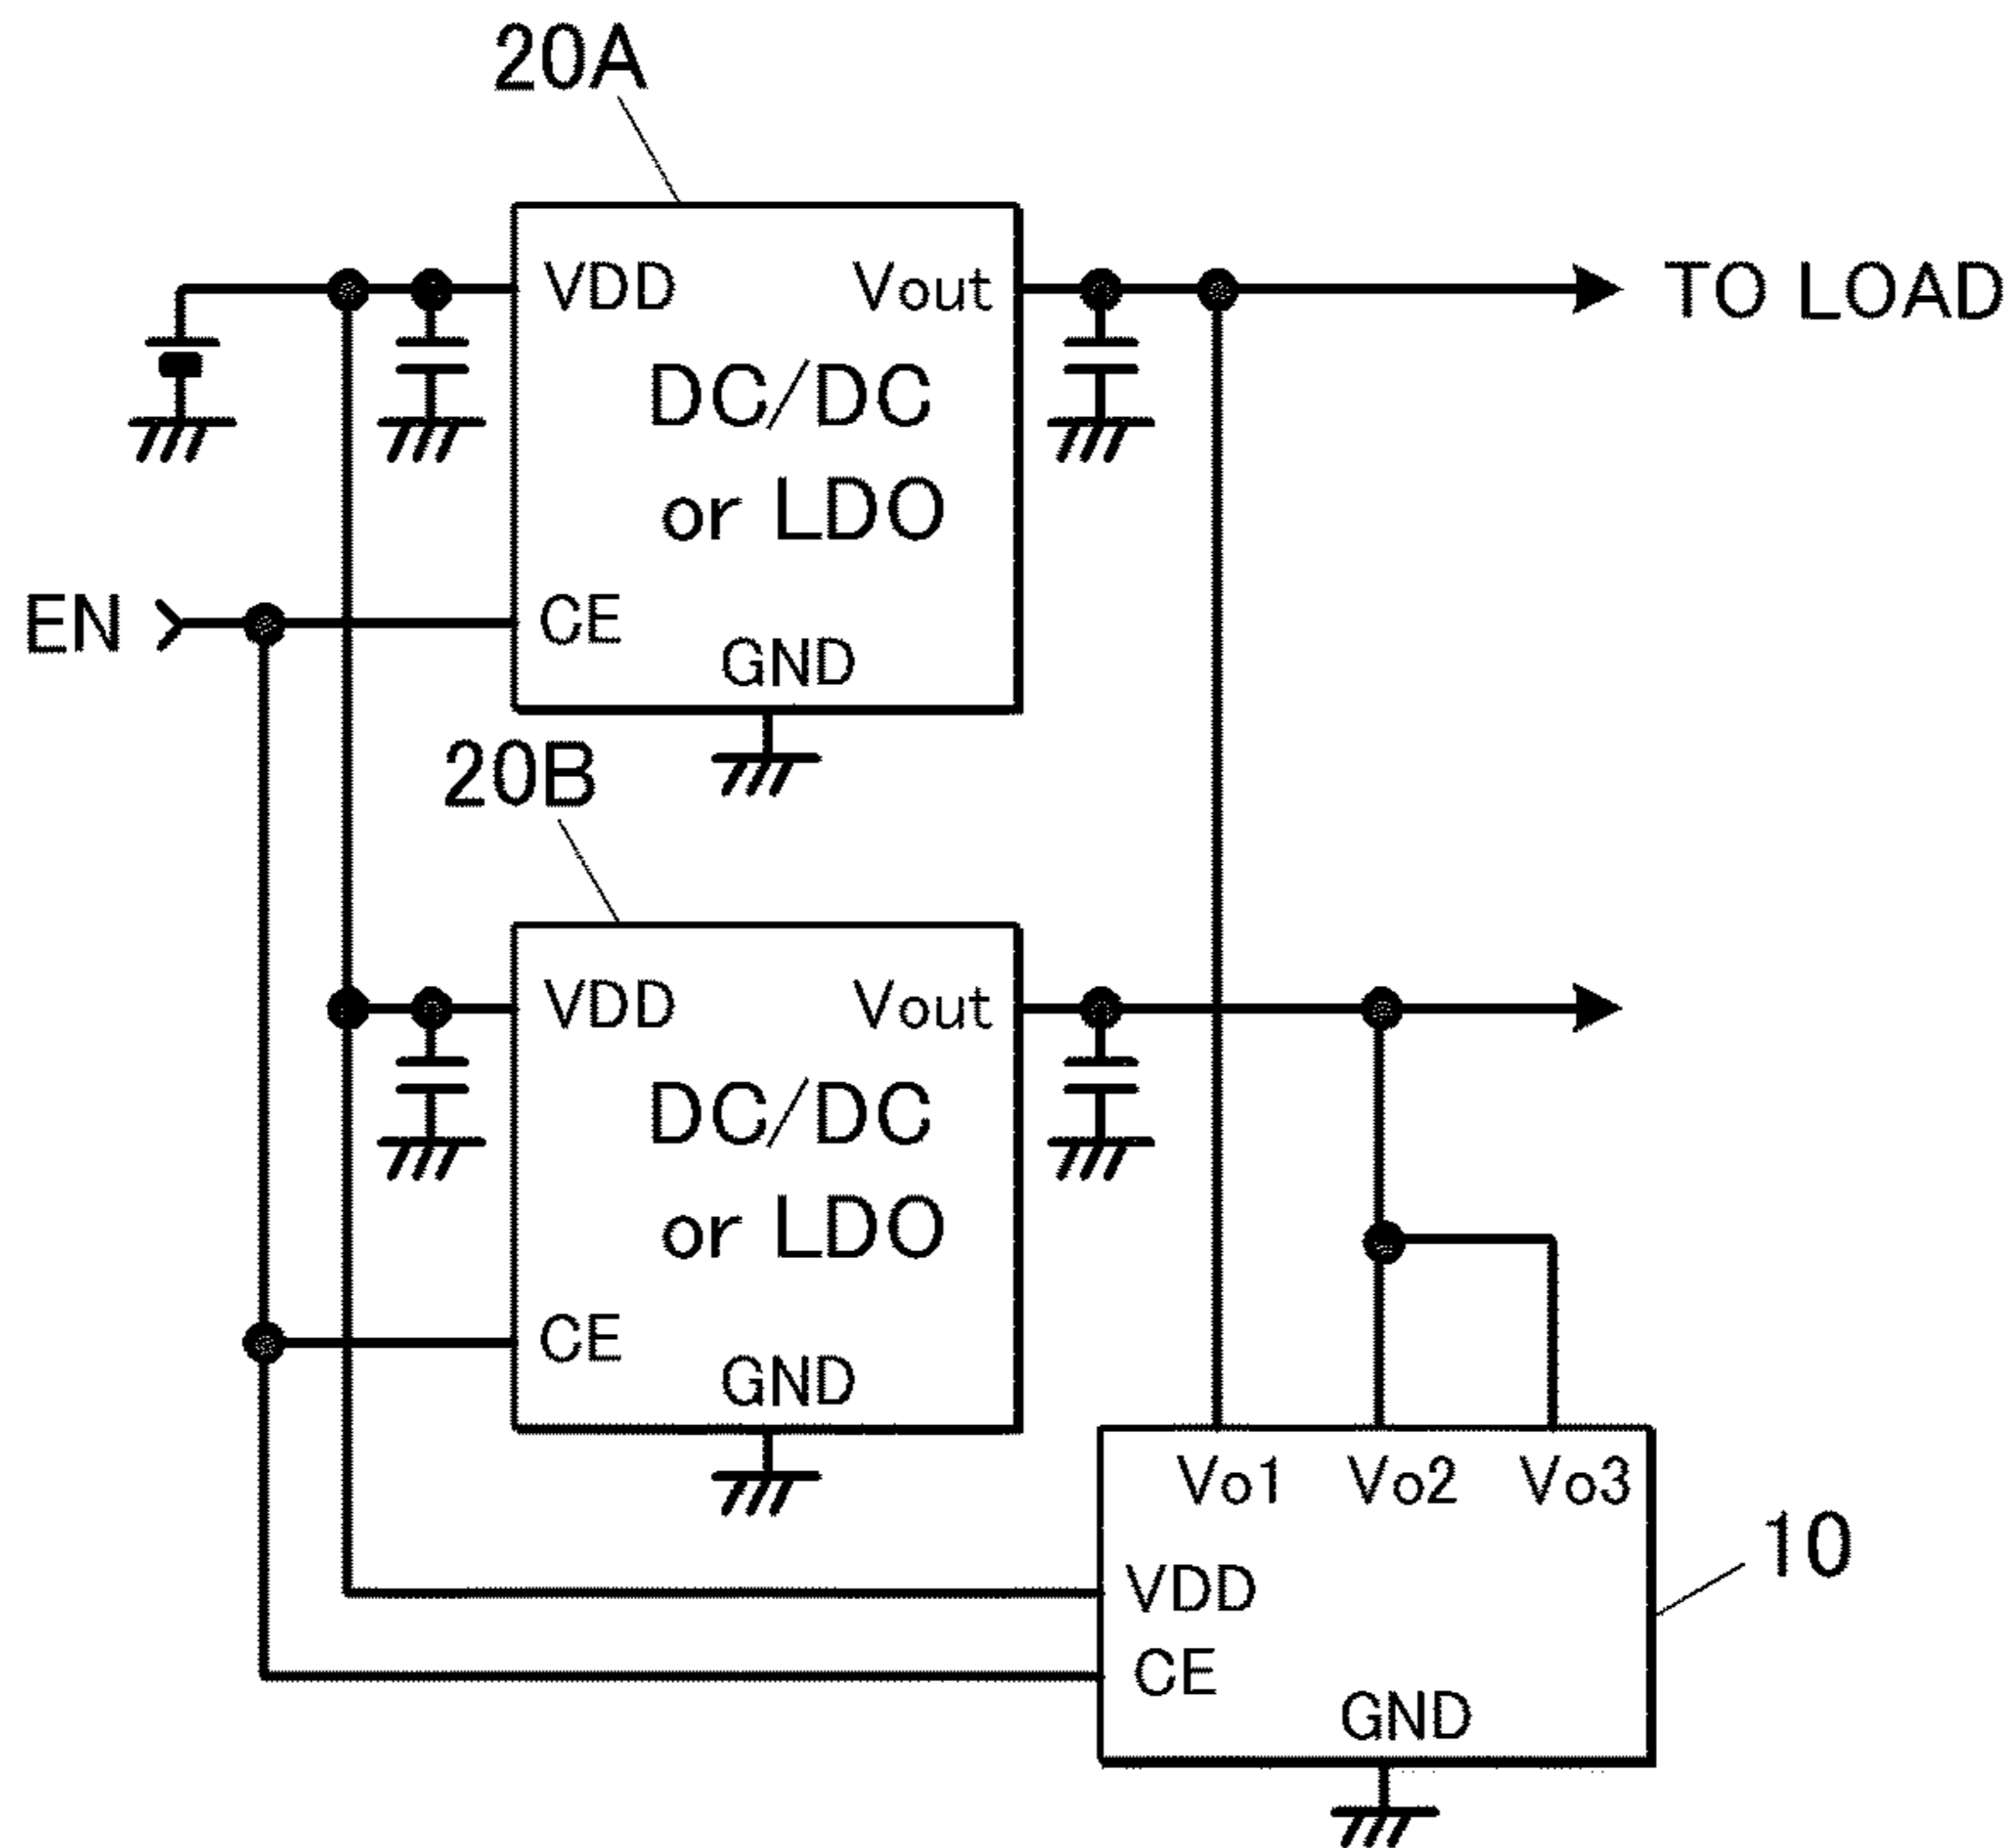 20A
VDD
Vout
TO LOAD
DC/DC
or LDO
EN
CE
GND
20B
VDD
Vout
DC/DC
or LDO
CE
GND
Vo1
Vo2
Vo3
10
VDD
CE
GND